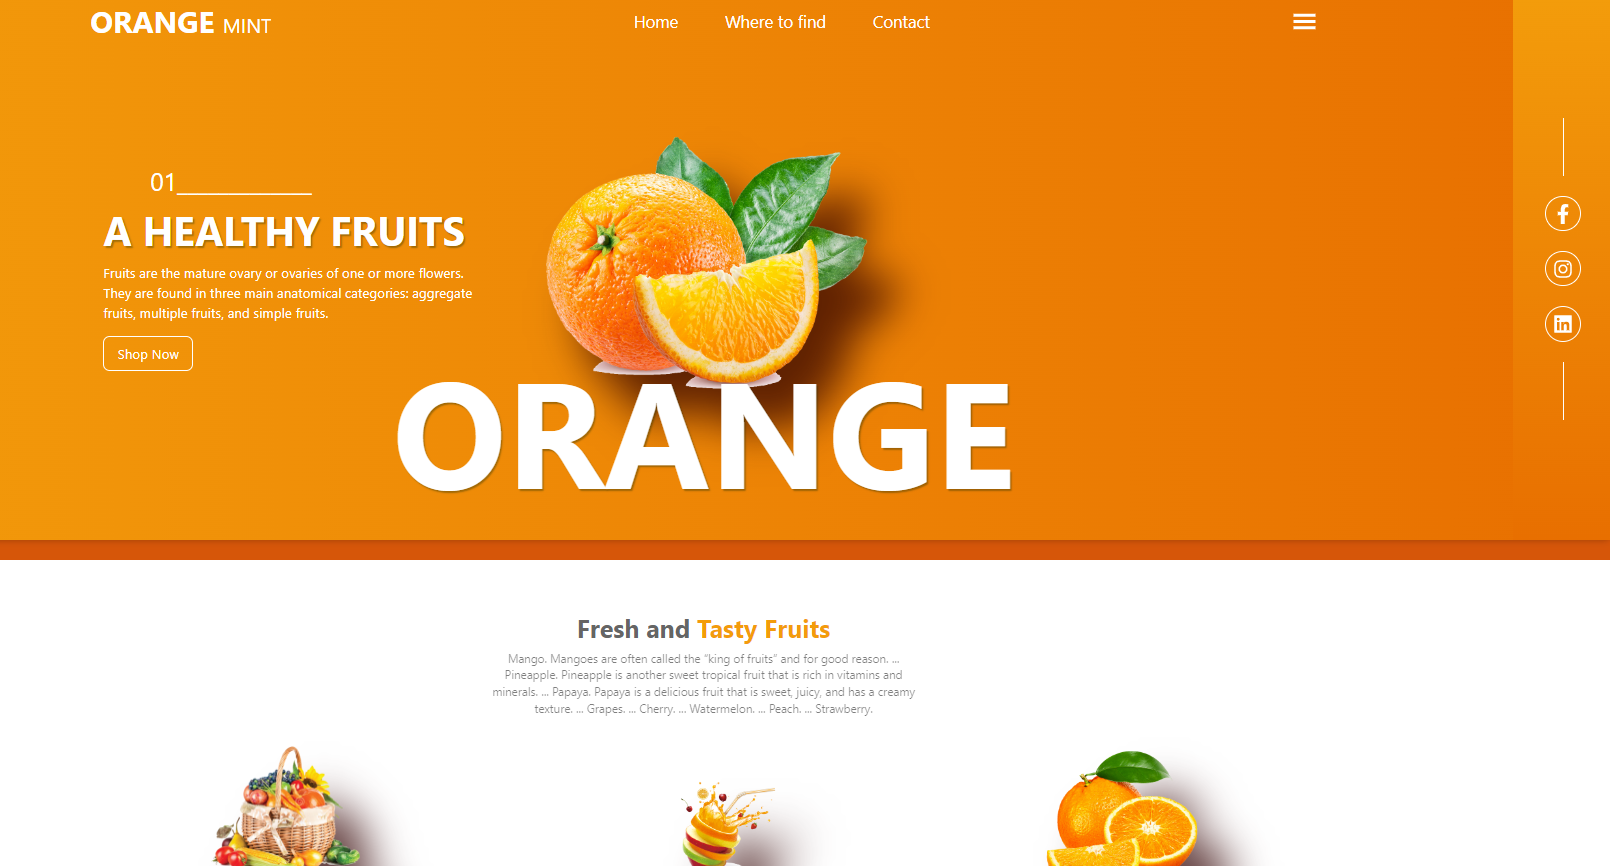 ORANGE MINT
Home
Where to find
Contact
01
A HEALTHY FRUITS
Fruits are the mature ovary or ovaries of one or more flowers.
They are found in three main anatomical categories: aggregate
fruits, multiple fruits, and simple fruits.
Shop Now
ORANGE
Fresh and Tasty Fruits
Mango. Mangoes are often called the “king of fruits” and for good reason. ...
Pineapple. Pineapple is another sweet tropical fruit that is rich in vitamins and
minerals. ... Papaya. Papaya is a delicious fruit that is sweet, juicy, and has a creamy
texture. ... Grapes. ... Cherry. ... Watermelon. ... Peach. ... Strawberry.